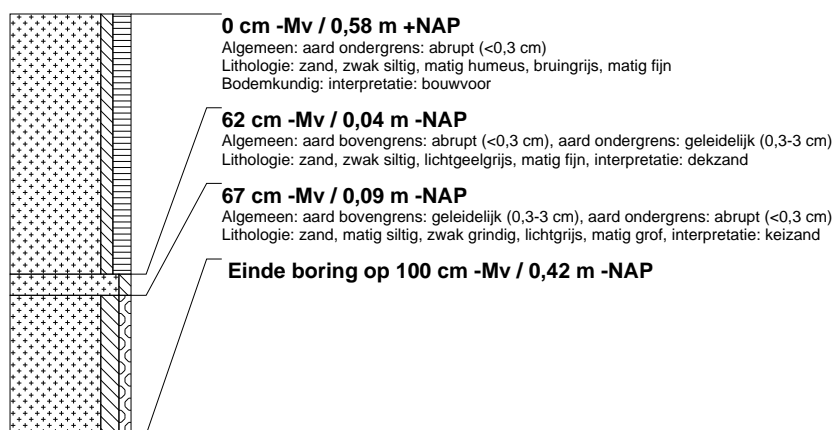 0 cm -Mv / 0,58 m +NAP
Algemeen: aard ondergrens: abrupt (<0,3 cm)
Lithologie: zand, zwak siltig, matig humeus, bruingrijs, matig fijn
Bodemkundig: interpretatie: bouwvoor
62 cm -Mv / 0,04 m -NAP
Algemeen: aard bovengrens: abrupt (<0,3 cm), aard ondergrens: geleidelijk (0,3-3 cm)
Lithologie: zand, zwak siltig, lichtgeelgrijs, matig fijn, interpretatie: dekzand
67 cm -Mv / 0,09 m -NAP
Algemeen: aard bovengrens: geleidelijk (0,3-3 cm), aard ondergrens: abrupt (<0,3 cm)
Lithologie: zand, matig siltig, zwak grindig, lichtgrijs, matig grof, interpretatie: keizand
Einde boring op 100 cm -Mv / 0,42 m -NAP